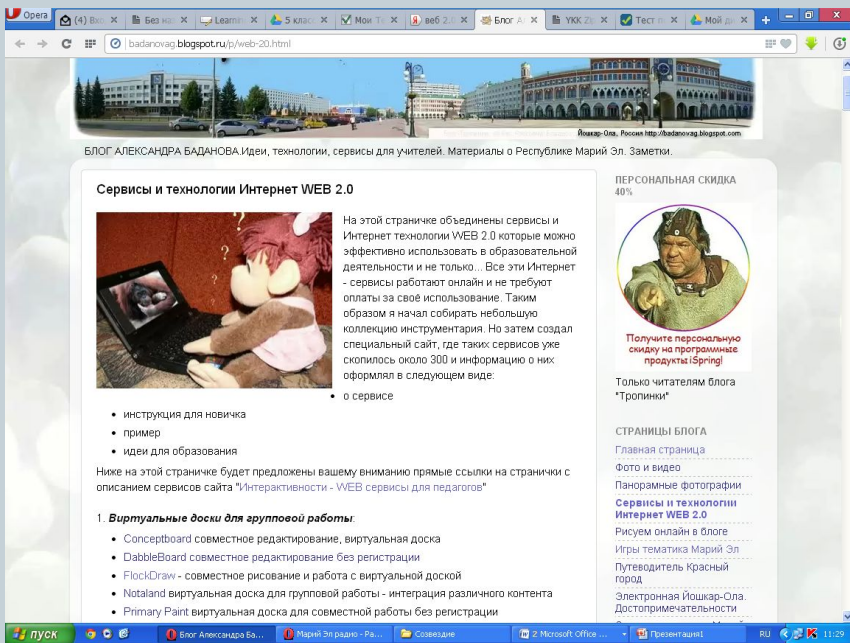 Opera
(4) Вхо
Без наз
Learnin
5 класс
Мои Те
веб 2.0
Блог А
YKK Ze
Тест п
Мой ди
badanovag.blogspot.ru/p/web-20.html
Йошкар-Ола, Россия http://badanovag.blogspot.com
БЛОГ АЛЕКСАНДРА БАДАНОВА.Идеи, технологии, сервисы для учителей. Материалы о Республике Марий Эл. Заметки.
Сервисы и технологии Интернет WEB 2.0
На этой страничке объединены сервисы и
Интернет технологии WEB 2.0 которые можно
эффективно использовать в образовательной
деятельности и не только... Все эти Интернет
- сервисы работают онлайн и не требуют
оплаты за своё использование. Таким
образом я начал собирать небольшую
коллекцию инструментария. Но затем создал
специальный сайт, где таких сервисов уже
скопилось около 300 и информацию о них
оформлял в следующем виде:
• о сервисе
• инструкция для новичка
• пример
• идеи для образования
Ниже на этой страничке будет предложены вашему вниманию прямые ссылки на странички с
описанием сервисов сайта "Интерактивности - WEB сервисы для педагогов"
1. Виртуальные доски для групповой работы:
• Conceptboard совместное редактирование, виртуальная доска
• DabbleBoard совместное редактирование без регистрации
• FlockDraw - совместное рисование и работа с виртуальной доской
• Notaland виртуальная доска для групповой работы - интеграция различного контента
• Primary Paint виртуальная доска для совместной работы без регистрации
ПЕРСОНАЛЬНАЯ СКИДКА
40%
Получите персональную
скидку на программные
продукты iSpring!
Только читателям блога
"Тропинки"
СТРАНИЦЫ БЛОГА
Главная страница
Фото и видео
Панорамные фотографии
Сервисы и технологии
Интернет WEB 2.0
Рисуем онлайн в блоге
Игры тематика Марий Эл
Путеводитель Красный
город
Электронная Йошкар-Ола.
Достопримечательности
пуск
Блог Александра Ба...
Марий Эл радио - Ра...
Созвездие
2 Microsoft Office ...
Презентация1
RU
11:29